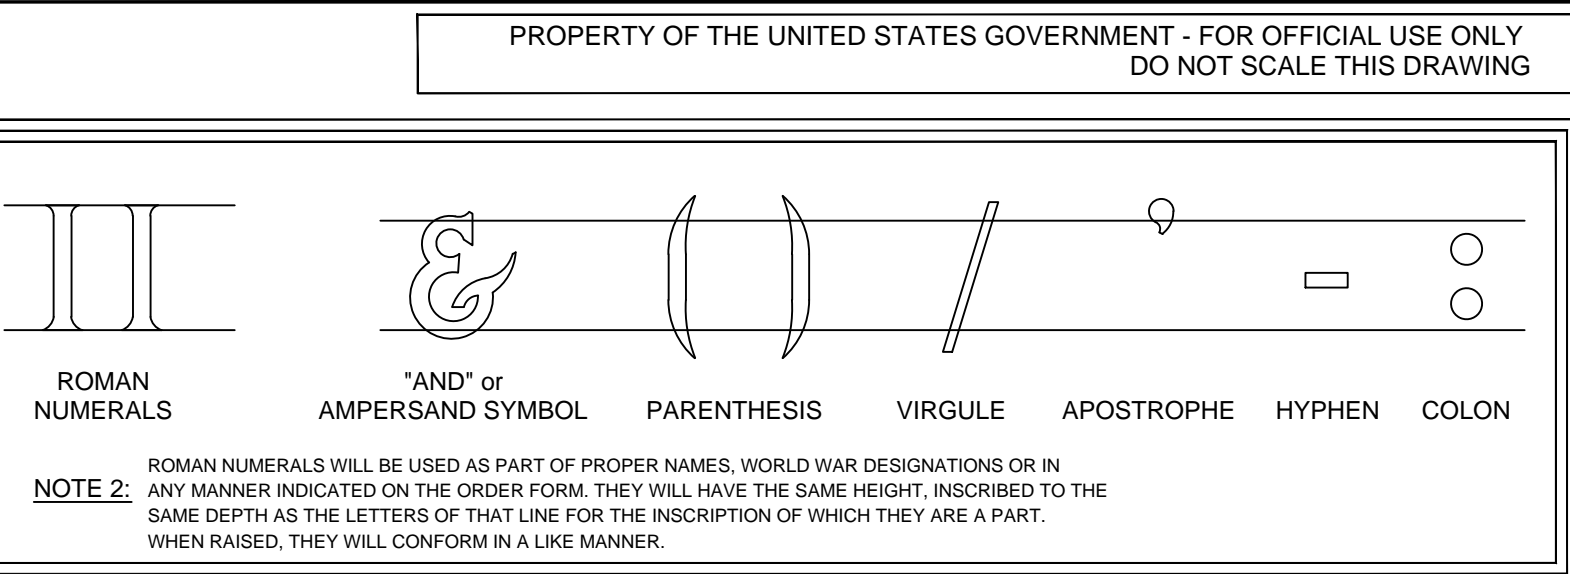 PROPERTY OF THE UNITED STATES GOVERNMENT - FOR OFFICIAL USE ONLY
DO NOT SCALE THIS DRAWING
II & ( ) / ’ - :
ROMAN NUMERALS
"AND" or
AMPERSAND SYMBOL
PARENTHESIS
VIRGULE
APOSTROPHE
HYPHEN
COLON
NOTE 2:
ROMAN NUMERALS WILL BE USED AS PART OF PROPER NAMES, WORLD WAR DESIGNATIONS OR IN
ANY MANNER INDICATED ON THE ORDER FORM. THEY WILL HAVE THE SAME HEIGHT, INSCRIBED TO THE
SAME DEPTH AS THE LETTERS OF THAT LINE FOR THE INSCRIPTION OF WHICH THEY ARE A PART.
WHEN RAISED, THEY WILL CONFORM IN A LIKE MANNER.